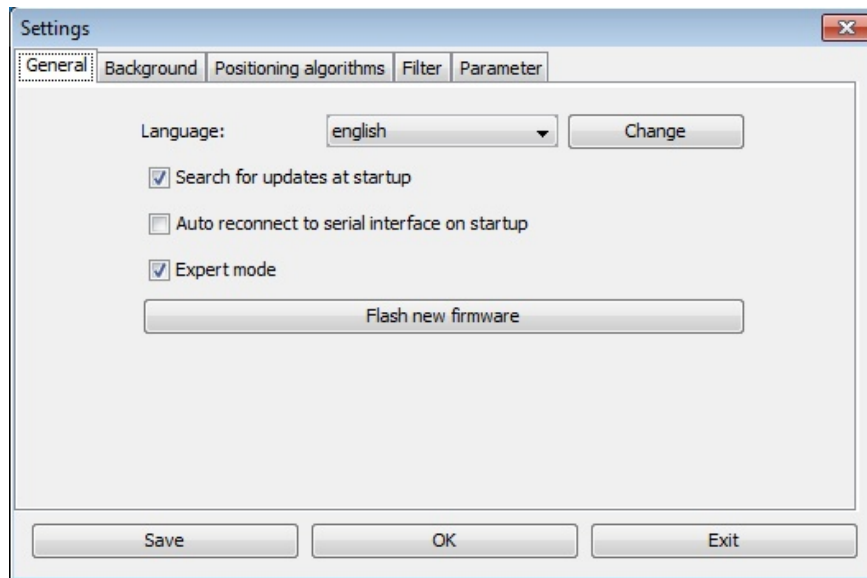 Settings
General Background Positioning algorithms Filter Parameter
Language: english Change
Search for updates at startup
Auto reconnect to serial interface on startup
Expert mode
Flash new firmware
Save OK Exit